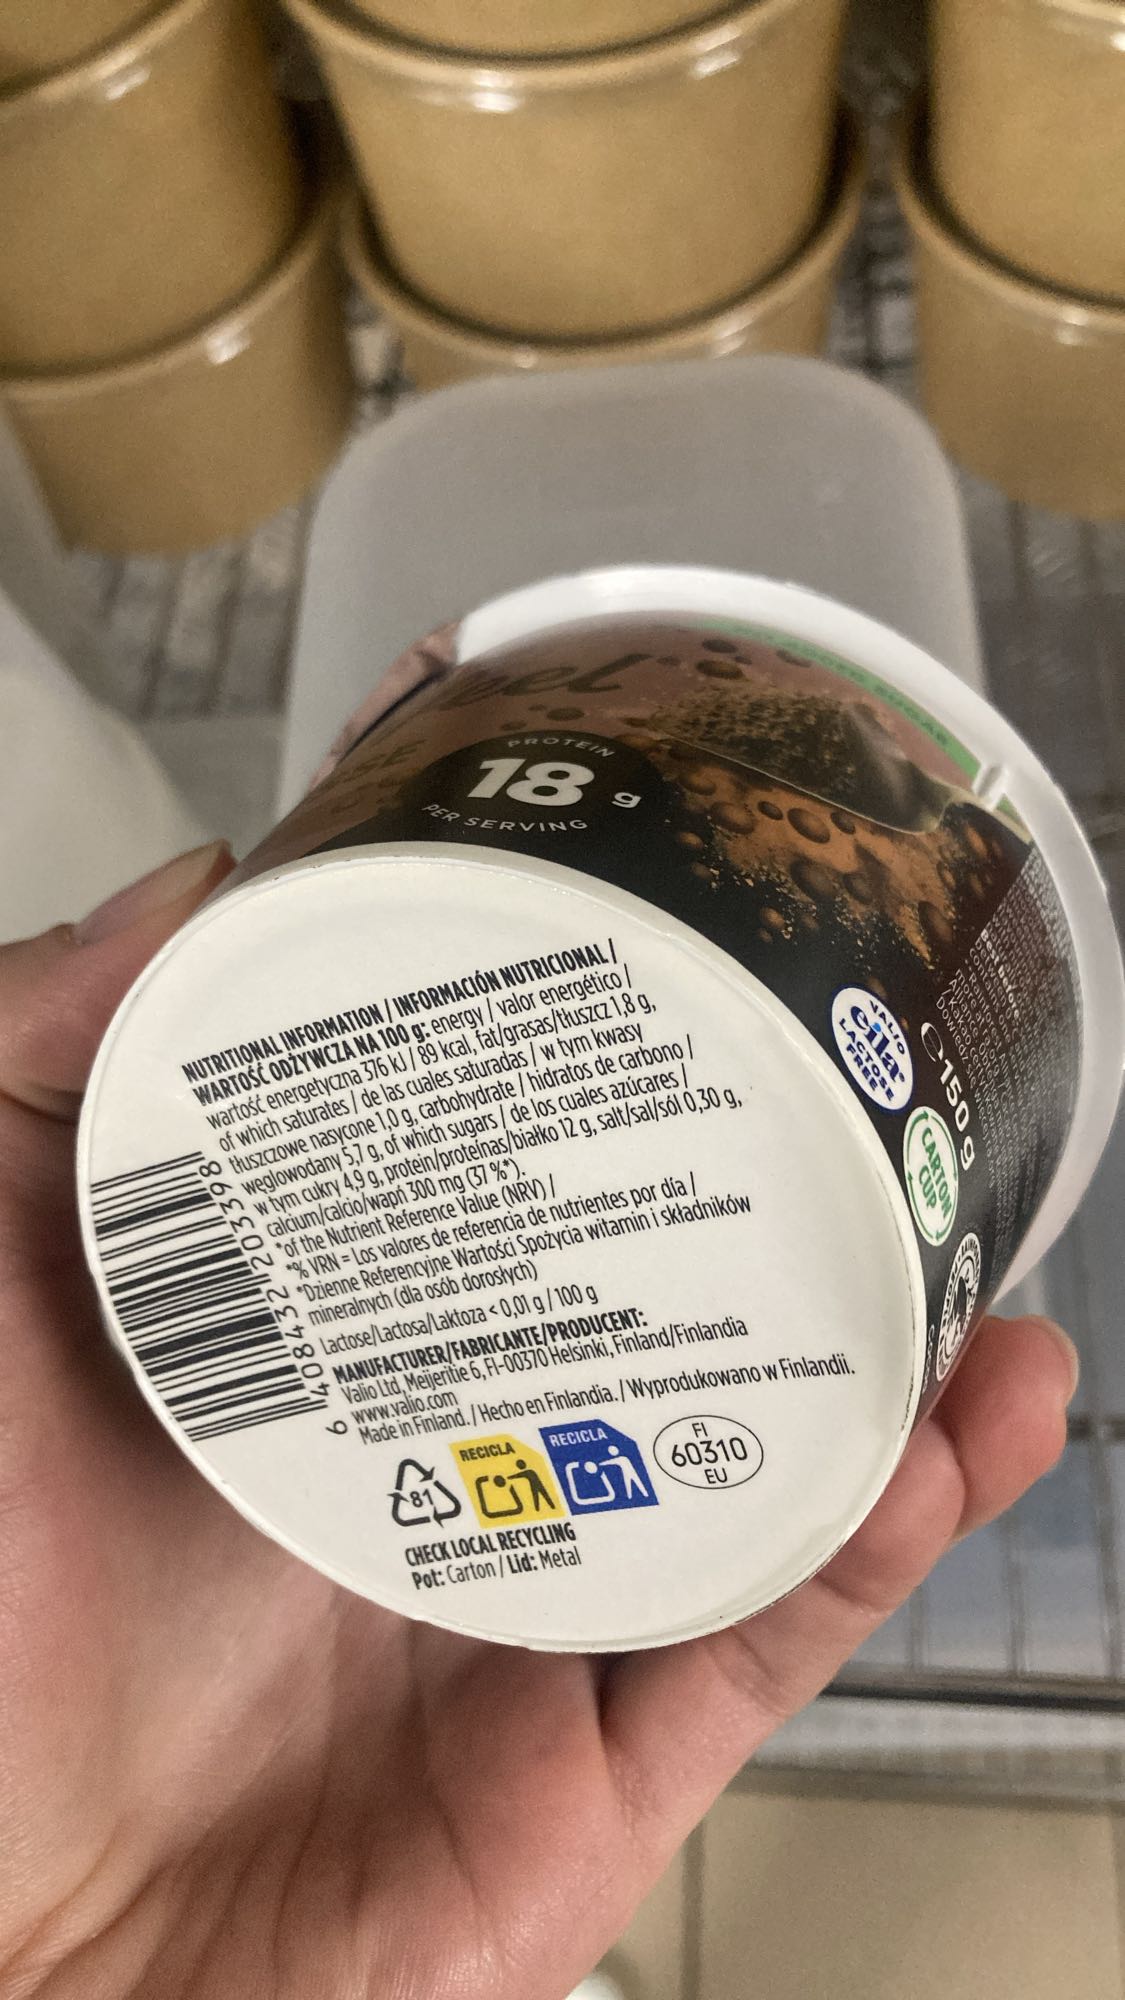 eel
PROTEIN
18 g
PER SERVING
SUGAR
Best before:
VALIO
eila®
LACTOSE
FREE
e 150 g
CARTON
CUP
NUTRITIONAL INFORMATION / INFORMACIÓN NUTRICIONAL /
WARTOŚĆ ODŻYWCZA NA 100 g: energy / valor energético /
wartość energetyczna 376 kJ / 89 kcal, fat/grasas/tłuszcz 1,8 g,
of which saturates / de las cuales saturadas / w tym kwasy
tłuszczowe nasycone 1,0 g, carbohydrate / hidratos de carbono /
węglowodany 5,7 g, of which sugars / de los cuales azúcares /
w tym cukry 4,9 g, protein/proteínas/białko 12 g, salt/sal/sól 0,30 g,
calcium/calcio/wapń 300 mg (37 %*).
*of the Nutrient Reference Value (NRV) /
*% VRN = Los valores de referencia de nutrientes por día /
*Dzienne Referencyjne Wartości Spożycia witamin i składników
mineralnych (dla osób dorosłych)
Lactose/Lactosa/Laktoza < 0,01 g / 100 g
MANUFACTURER/FABRICANTE/PRODUCENT:
Valio Ltd, Meijeritie 6, FI-00370 Helsinki, Finland/Finlandia
www.valio.com
Made in Finland. / Hecho en Finlandia. / Wyprodukowano w Finlandii.
6 408432 203398
81
RECICLA
RECICLA
FI
60310
EU
CHECK LOCAL RECYCLING
Pot: Carton / Lid: Metal